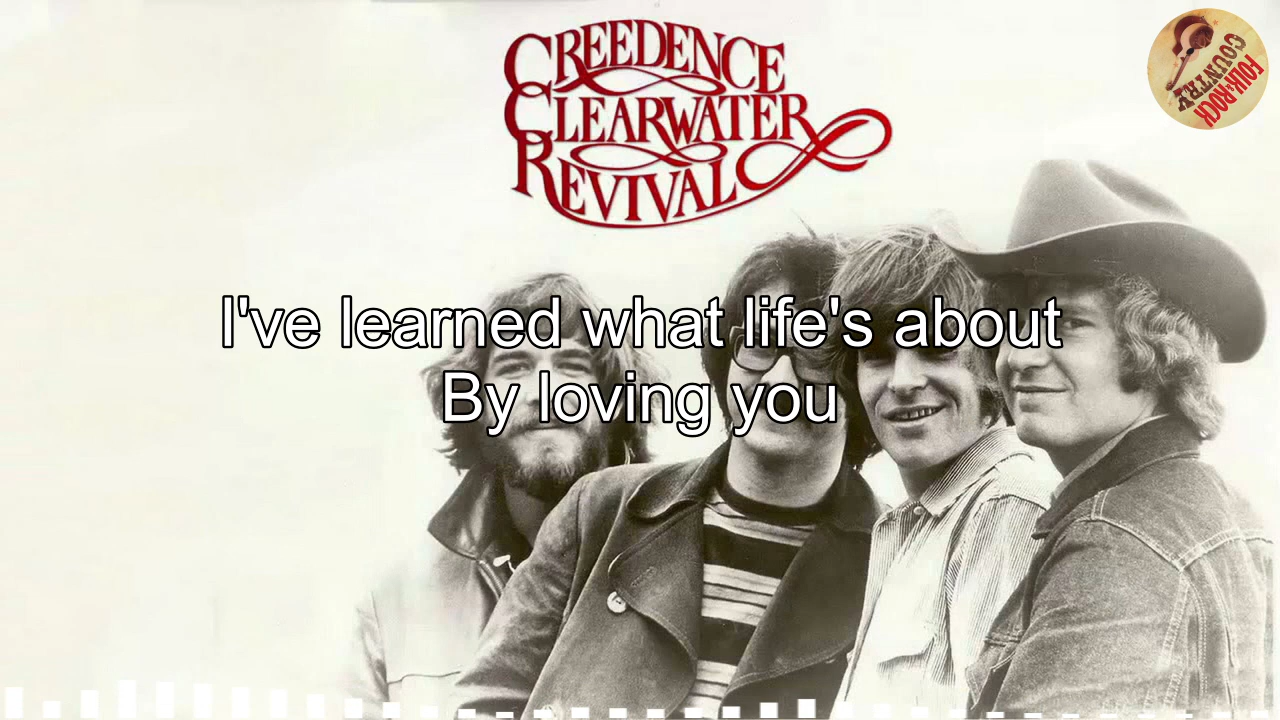 CREEDENCE
CLEARWATER
REVIVAL
COUNTRY
FOLK & ROCK
I've learned what life's about
By loving you